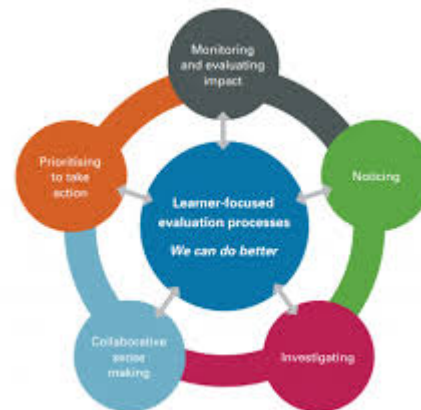 Monitoring
and evaluating
impact
Prioritising
to take
action
Noticing
Learner-focused
evaluation processes
We can do better
Collaborative
sense
making
Investigating